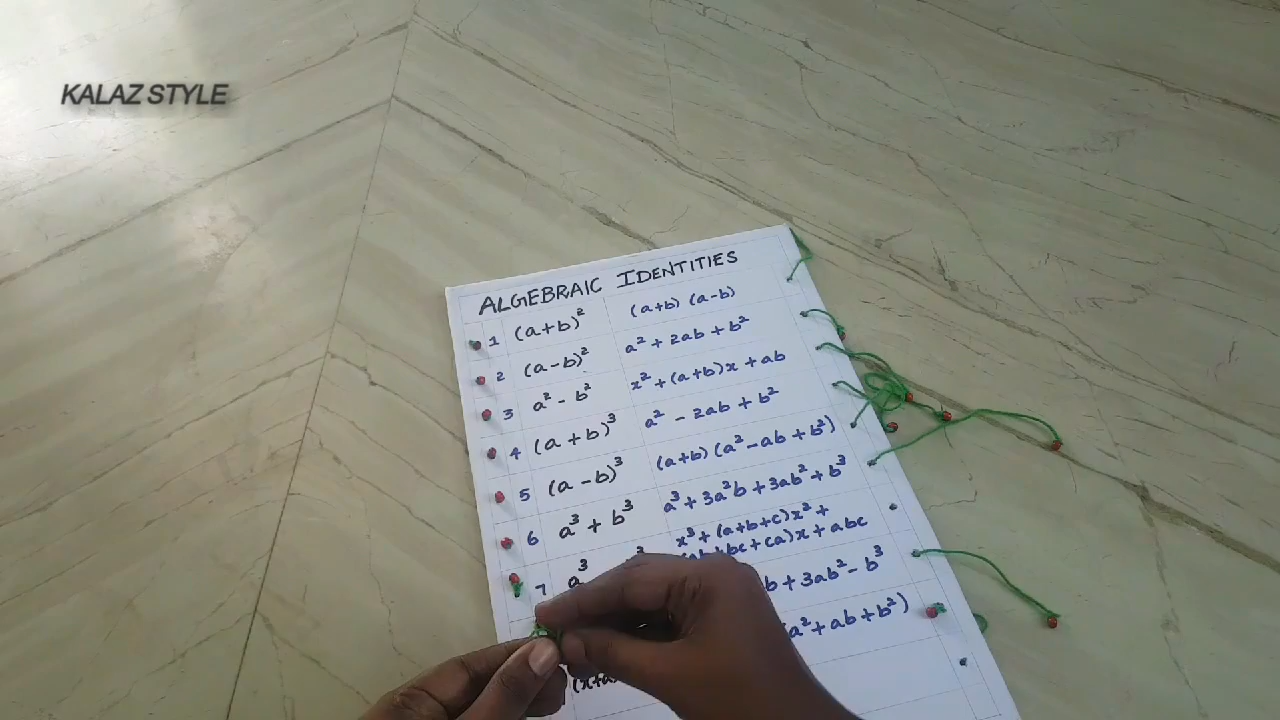 KALAZ STYLE
ALGEBRAIC IDENTITIES
1 (a+b)² (a+b) (a-b)
2 (a-b)² a² + 2ab + b²
3 a² - b² x² + (a+b)x + ab
4 (a+b)³ a² - 2ab + b²
5 (a-b)³ (a+b) (a² - ab + b²)
6 a³ + b³ a³ + 3a²b + 3ab² + b³
x³ + (a+b+c)x² +
+bc+ca)x + abc
7 a³ b + 3ab² - b³
a² + ab + b²)
(x+a